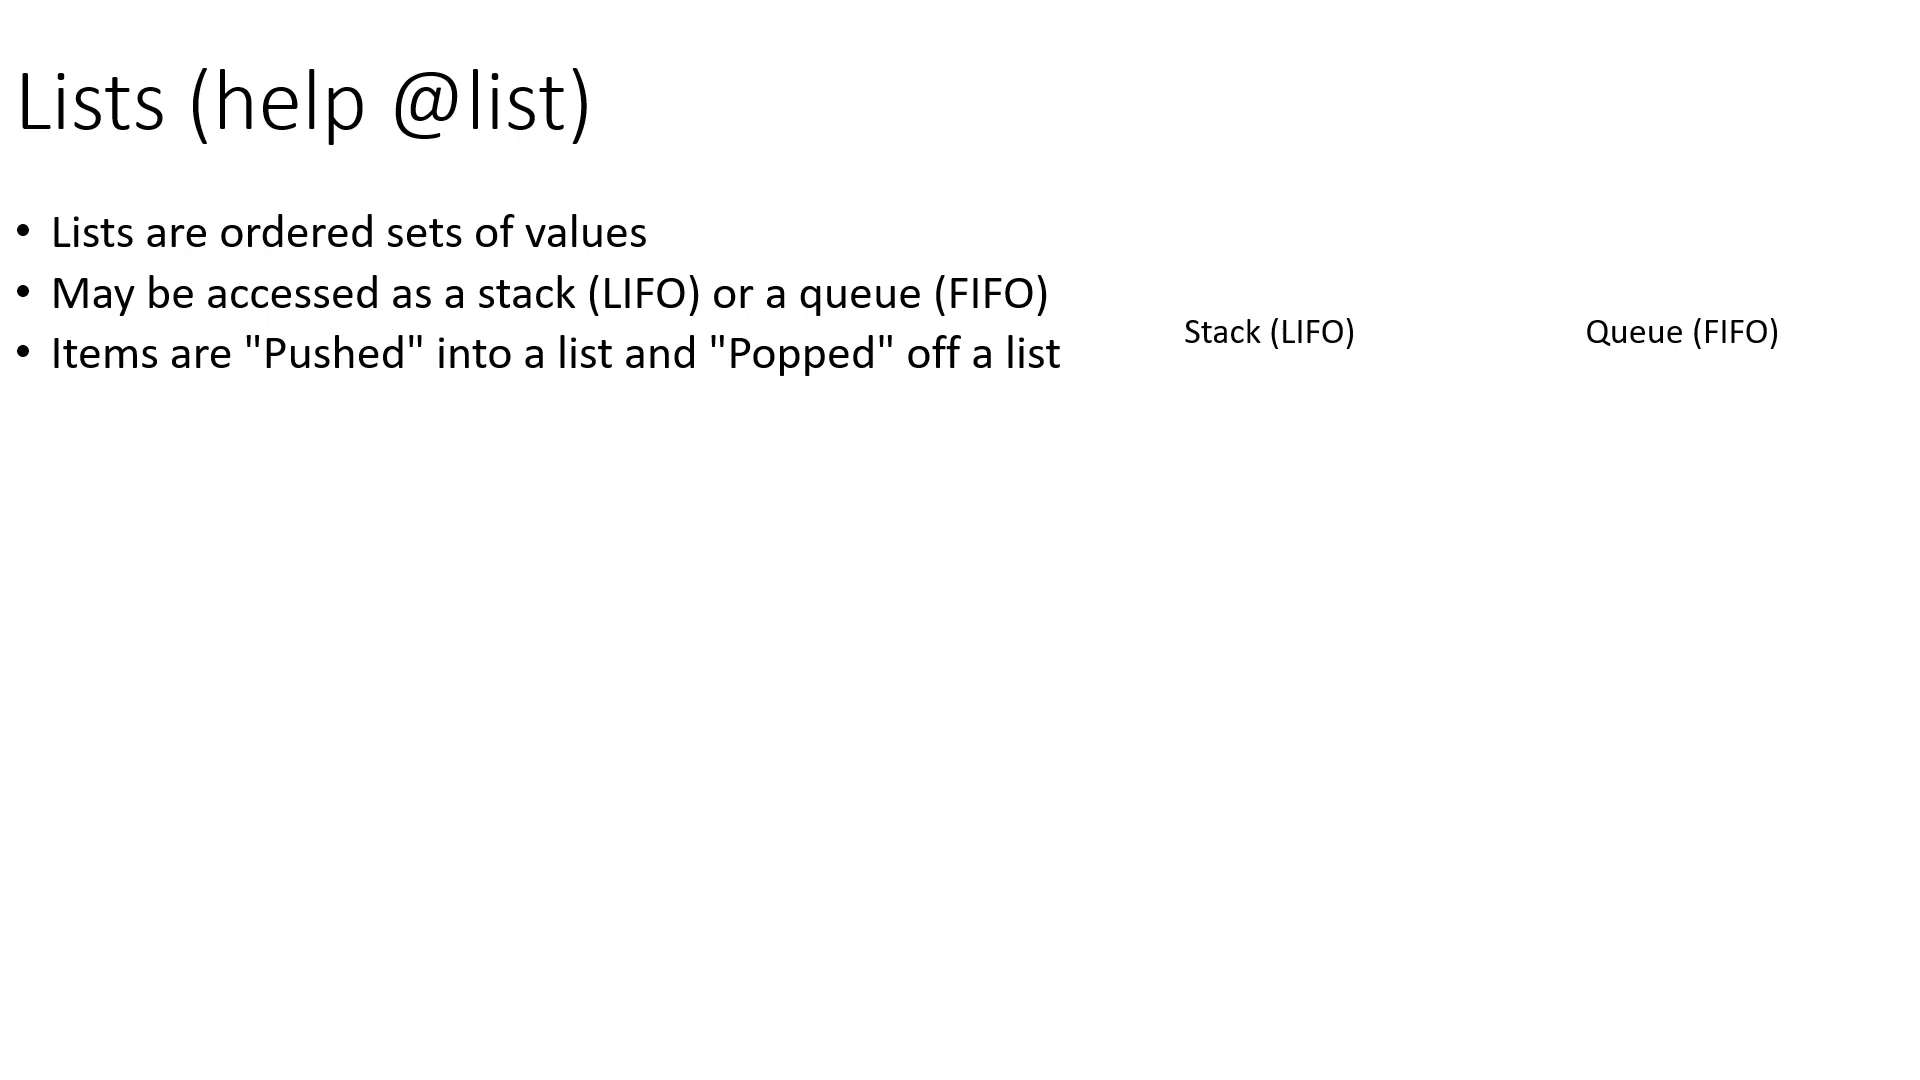 Lists (help @list)
• Lists are ordered sets of values
• May be accessed as a stack (LIFO) or a queue (FIFO)
• Items are "Pushed" into a list and "Popped" off a list
Stack (LIFO)
Queue (FIFO)